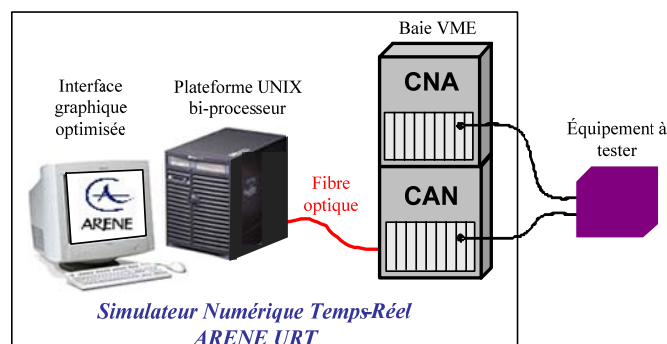 Baie VME
Interface
graphique
optimisée
Plateforme UNIX
bi-processeur
CNA
Équipement à
tester
Fibre
optique
CAN
ARENE
Simulateur Numérique Temps-Réel
ARENE URT